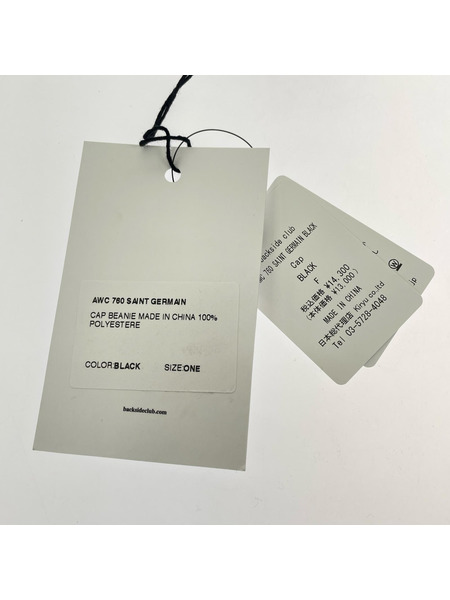 AWC 760 SAINT GERMAIN
CAP BEANIE MADE IN CHINA 100%
POLYESTERE
COLOR:BLACK SIZE:ONE
backsideclub.com
backside club
AWC 760 SAINT GERMAIN BLACK
Cap
BLACK
F
税込価格 ¥14,300
(本体価格 ¥13,000)
MADE IN CHINA
日本総代理店 Kiryu co.ltd
Tel 03-5728-4048